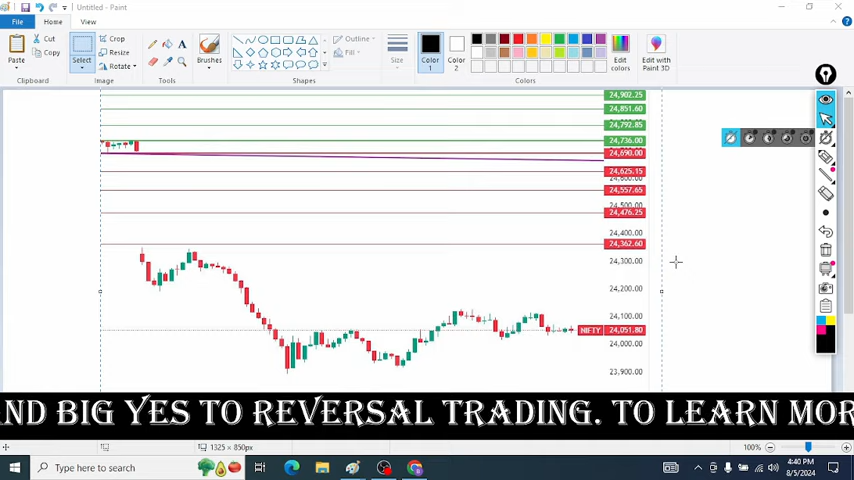 Untitled - Paint
File Home View
Cut
Copy
Paste
Clipboard
Crop
Resize
Rotate
Select
Image
Tools
Brushes
Outline
Fill
Shapes
Size
Color 1
Color 2
Edit colors
Colors
Edit with Paint 3D
24,902.25
24,851.60
24,792.85
24,736.00
24,690.00
24,625.15
24,600.00
24,557.65
24,500.00
24,476.25
24,400.00
24,362.60
24,300.00
24,200.00
24,100.00
NIFTY 24,051.80
24,000.00
23,900.00
AND BIG YES TO REVERSAL TRADING. TO LEARN MOR
1325 × 850px
100%
Type here to search
4:40 PM
8/5/2024